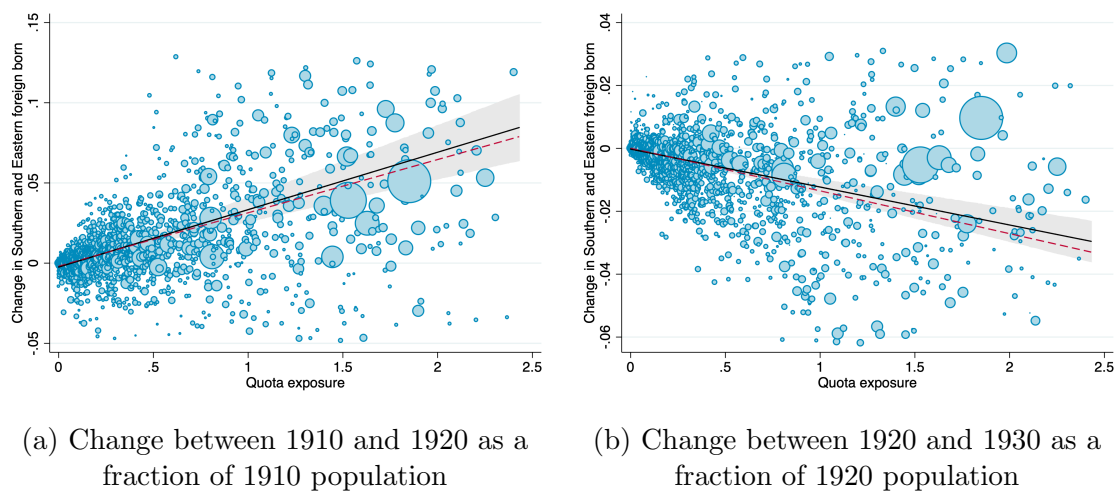 Change in Southern and Eastern foreign born
.15
.1
.05
0
-.05
0
.5
1
1.5
2
2.5
Quota exposure
Change in Southern and Eastern foreign born
.04
.02
0
-.02
-.04
-.06
0
.5
1
1.5
2
2.5
Quota exposure
(a) Change between 1910 and 1920 as a
fraction of 1910 population
(b) Change between 1920 and 1930 as a
fraction of 1920 population